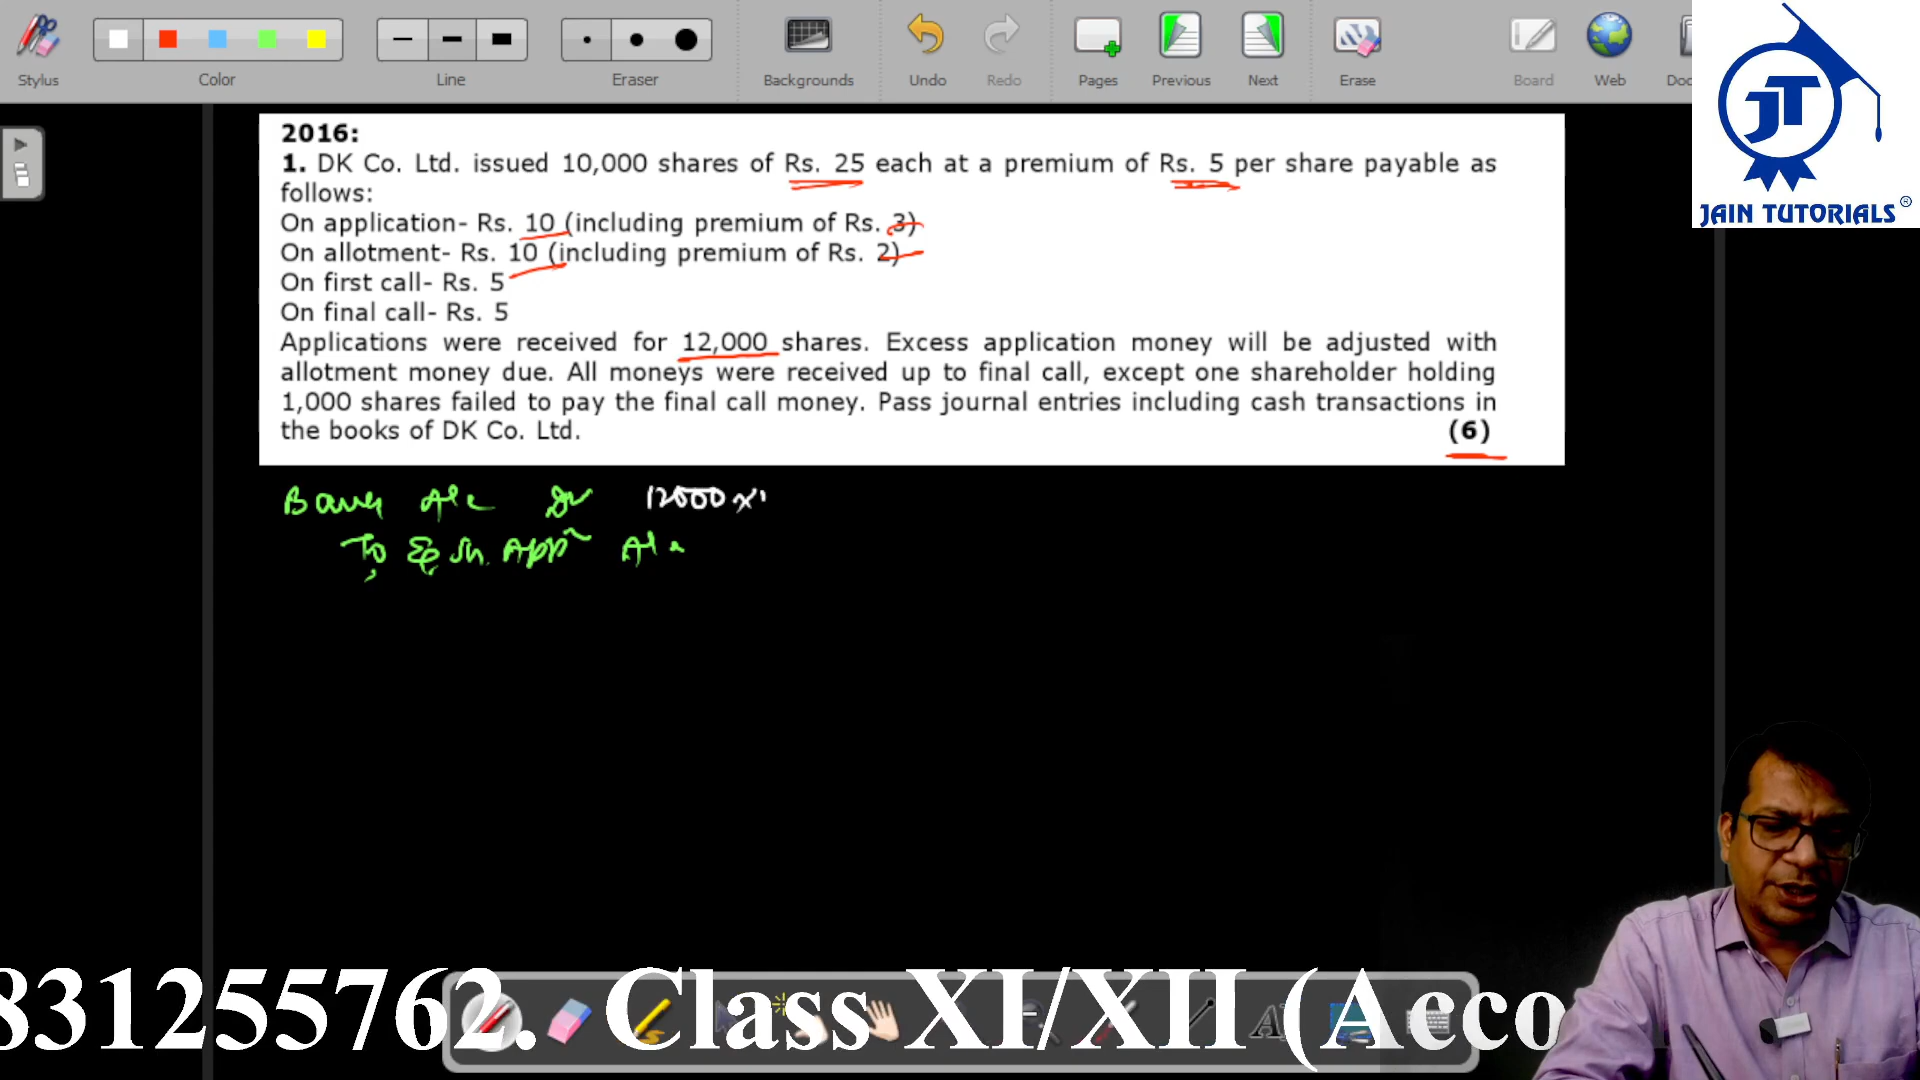 Stylus Color Line Eraser Backgrounds Undo Redo Pages Previous Next Erase Board Web
JT
JAIN TUTORIALS®
2016:
1. DK Co. Ltd. issued 10,000 shares of Rs. 25 each at a premium of Rs. 5 per share payable as
follows:
On application- Rs. 10 (including premium of Rs. 3)
On allotment- Rs. 10 (including premium of Rs. 2)
On first call- Rs. 5
On final call- Rs. 5
Applications were received for 12,000 shares. Excess application money will be adjusted with
allotment money due. All moneys were received up to final call, except one shareholder holding
1,000 shares failed to pay the final call money. Pass journal entries including cash transactions in
the books of DK Co. Ltd. (6)
Bank A/c Dr 12000 x
To Eq Sh. Appn A/c
831255762. Class XI/XII (Acco